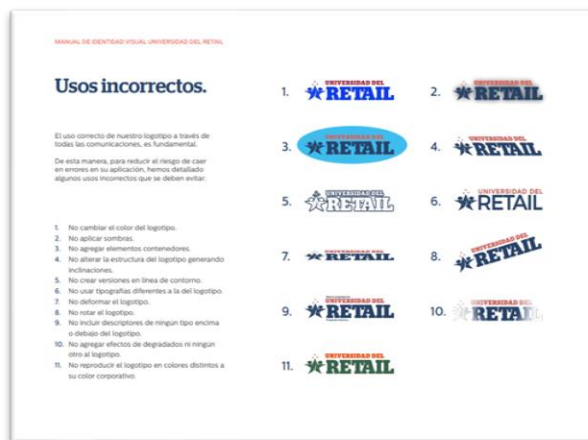 MANUAL DE IDENTIDAD VISUAL UNIVERSIDAD DEL RETAIL
Usos incorrectos.
El uso correcto de nuestro logotipo a través de
todas las comunicaciones, es fundamental.
De esta manera, para reducir el riesgo de caer
en errores en su aplicación, hemos detallado
algunos usos incorrectos que se deben evitar.
1. No cambiar el color del logotipo.
2. No aplicar sombras.
3. No agregar elementos contenedores.
4. No alterar la estructura del logotipo generando
inclinaciones.
5. No crear versiones en línea de contorno.
6. No usar tipografías diferentes a la del logotipo.
7. No deformar el logotipo.
8. No rotar el logotipo.
9. No incluir descriptores de ningún tipo encima
o debajo del logotipo.
10. No agregar efectos de degradados ni ningún
otro al logotipo.
11. No reproducir el logotipo en colores distintos a
su color corporativo.
1. UNIVERSIDAD DEL
RETAIL
2. UNIVERSIDAD DEL
RETAIL
3. UNIVERSIDAD DEL
RETAIL
4. UNIVERSIDAD DEL
RETAIL
5. UNIVERSIDAD DEL
RETAIL
6. UNIVERSIDAD DEL
RETAIL
7. UNIVERSIDAD DEL
RETAIL
8. UNIVERSIDAD DEL
RETAIL
9. UNIVERSIDAD DEL
RETAIL
10. UNIVERSIDAD DEL
RETAIL
11. UNIVERSIDAD DEL
RETAIL